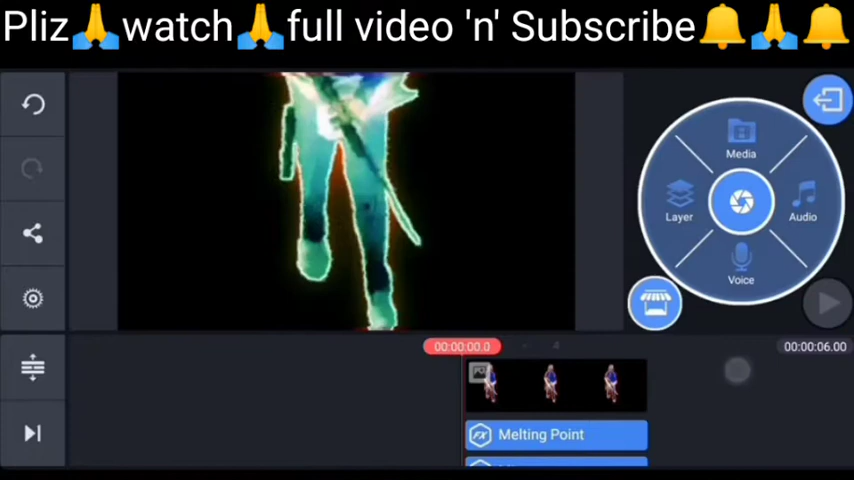 Pliz🙏watch🙏full video 'n' Subscribe🔔🙏🔔
Media
Layer
Audio
Voice
00:00:00.0
00:00:06.00
FX Melting Point